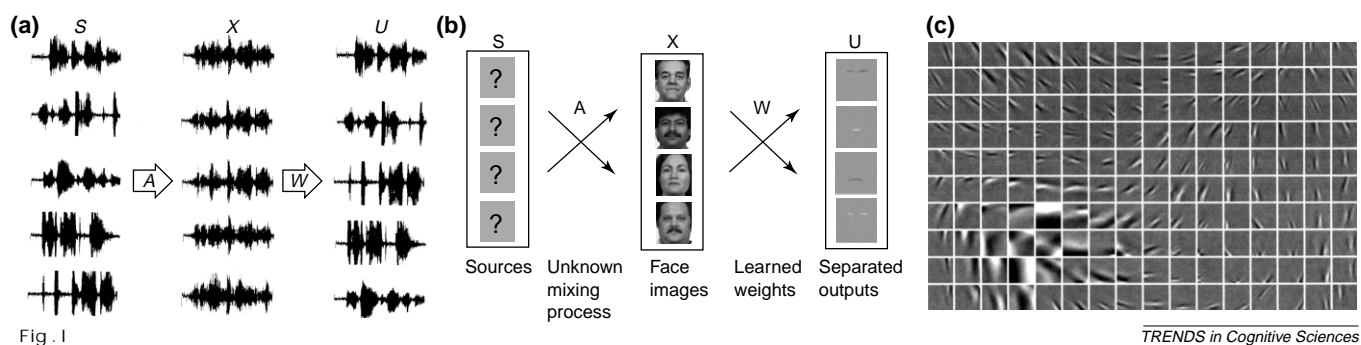 (a)
S
X
U
A
W
Fig. I
(b)
S
X
U
?
?
?
?
A
W
Sources
Unknown
mixing
process
Face
images
Learned
weights
Separated
outputs
(c)
TRENDS in Cognitive Sciences